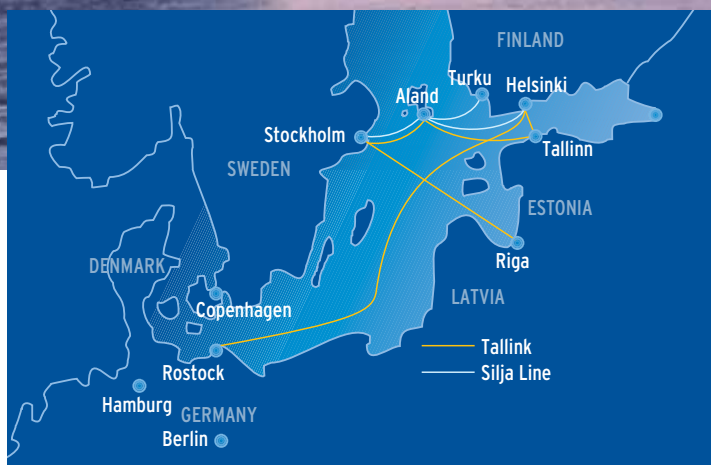 FINLAND
Turku
Helsinki
Aland
Stockholm
Tallinn
SWEDEN
ESTONIA
Riga
DENMARK
LATVIA
Copenhagen
Tallink
Rostock
Silja Line
Hamburg
GERMANY
Berlin